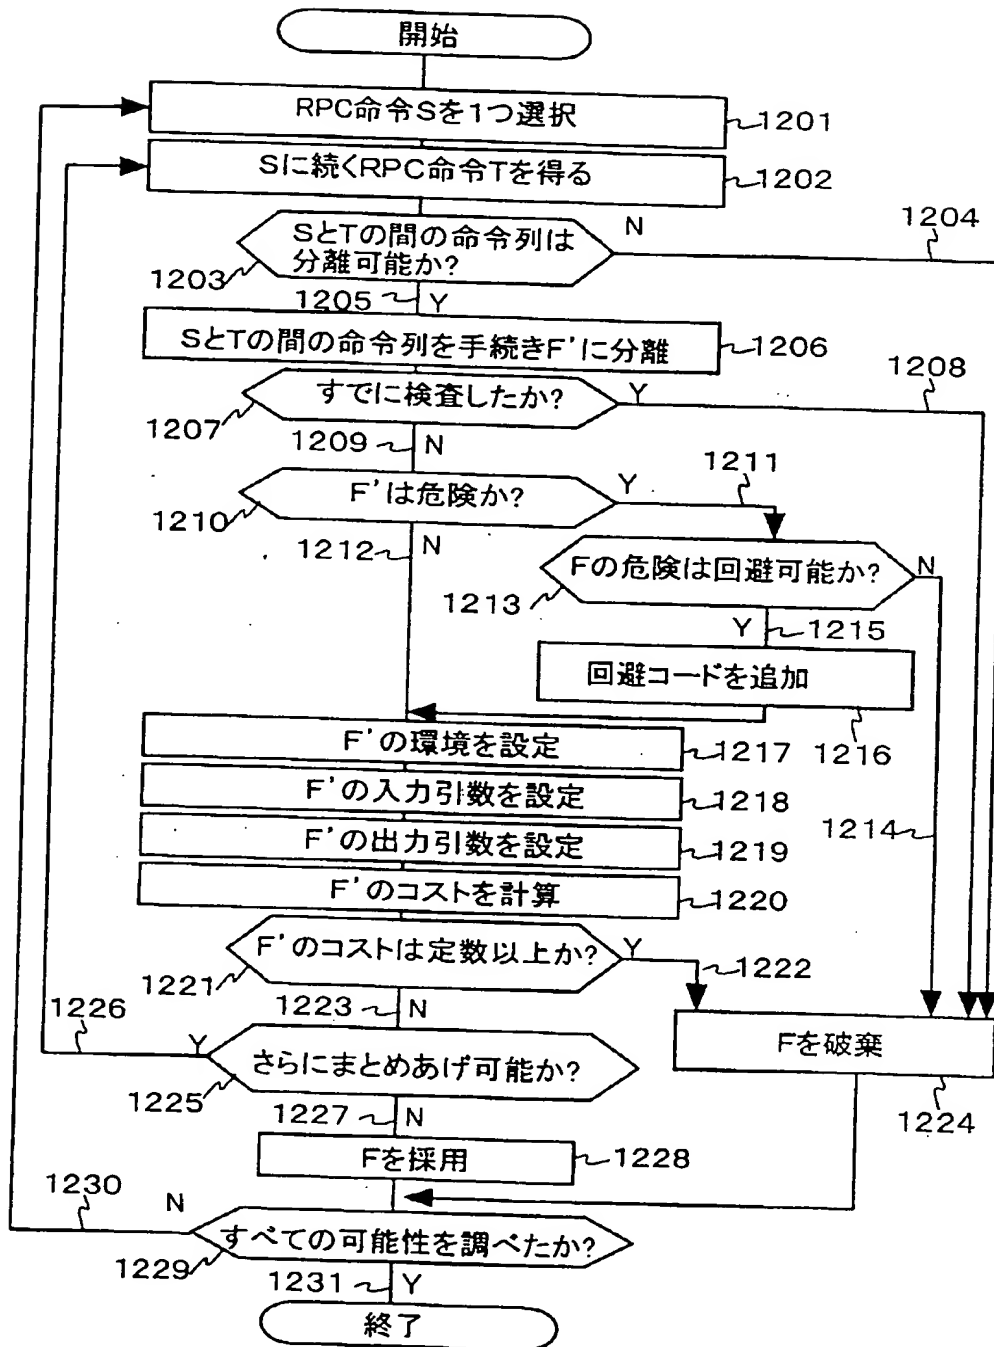 開始
RPC命令Sを1つ選択
1201
Sに続くRPC命令Tを得る
1202
SとTの間の命令列は
分離可能か?
N
1204
1203
1205
Y
SとTの間の命令列を手続きF'に分離
1206
1208
すでに検査したか?
Y
1207
1209
N
F'は危険か?
Y
1211
1210
1212
N
Fの危険は回避可能か?
N
1213
Y
1215
回避コードを追加
1216
F'の環境を設定
1217
F'の入力引数を設定
1218
1214
F'の出力引数を設定
1219
F'のコストを計算
1220
F'のコストは定数以上か?
Y
1222
1221
1223
N
1226
Y
さらにまとめあげ可能か?
Fを破棄
1225
1227
N
1224
Fを採用
1228
1230
N
すべての可能性を調べたか?
1229
1231
Y
終了